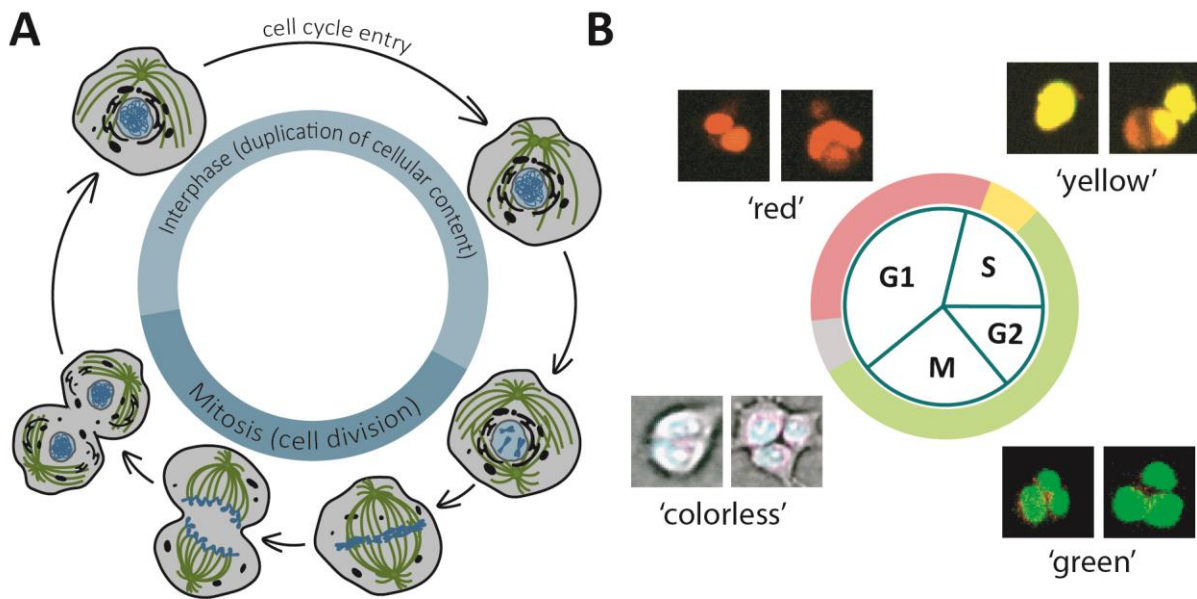 A
cell cycle entry
Interphase (duplication of cellular content)
Mitosis (cell division)
B
'red'
'yellow'
G1
S
G2
M
'colorless'
'green'